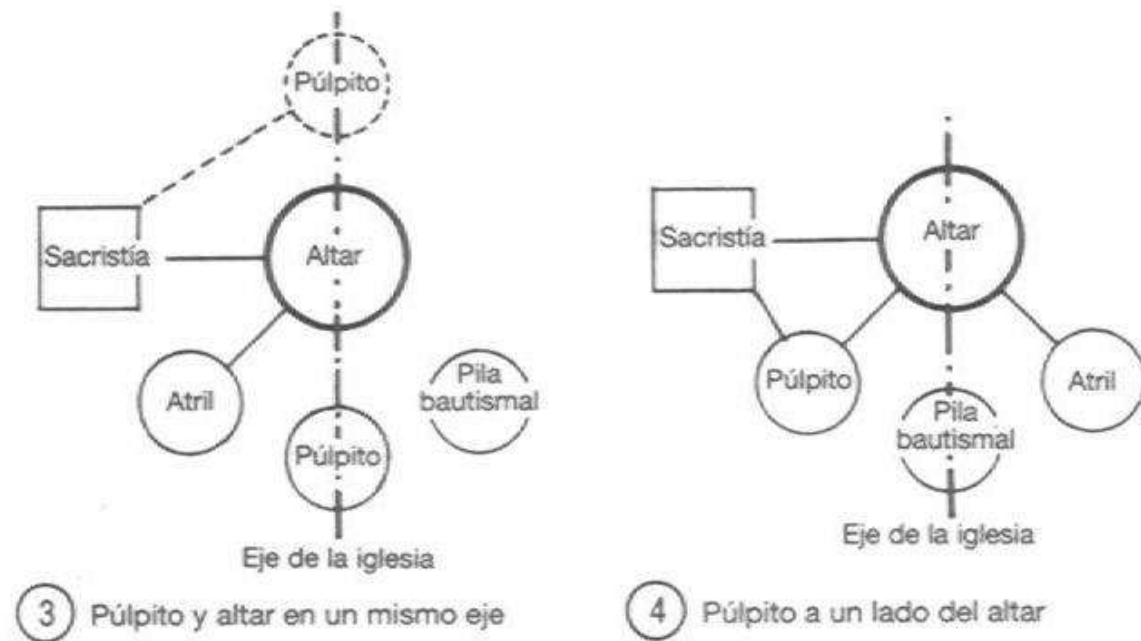 Púlpito
Sacristía
Altar
Atril
Púlpito
Pila
bautismal
Eje de la iglesia
3 Púlpito y altar en un mismo eje
Sacristía
Altar
Púlpito
Pila
bautismal
Atril
Eje de la iglesia
4 Púlpito a un lado del altar